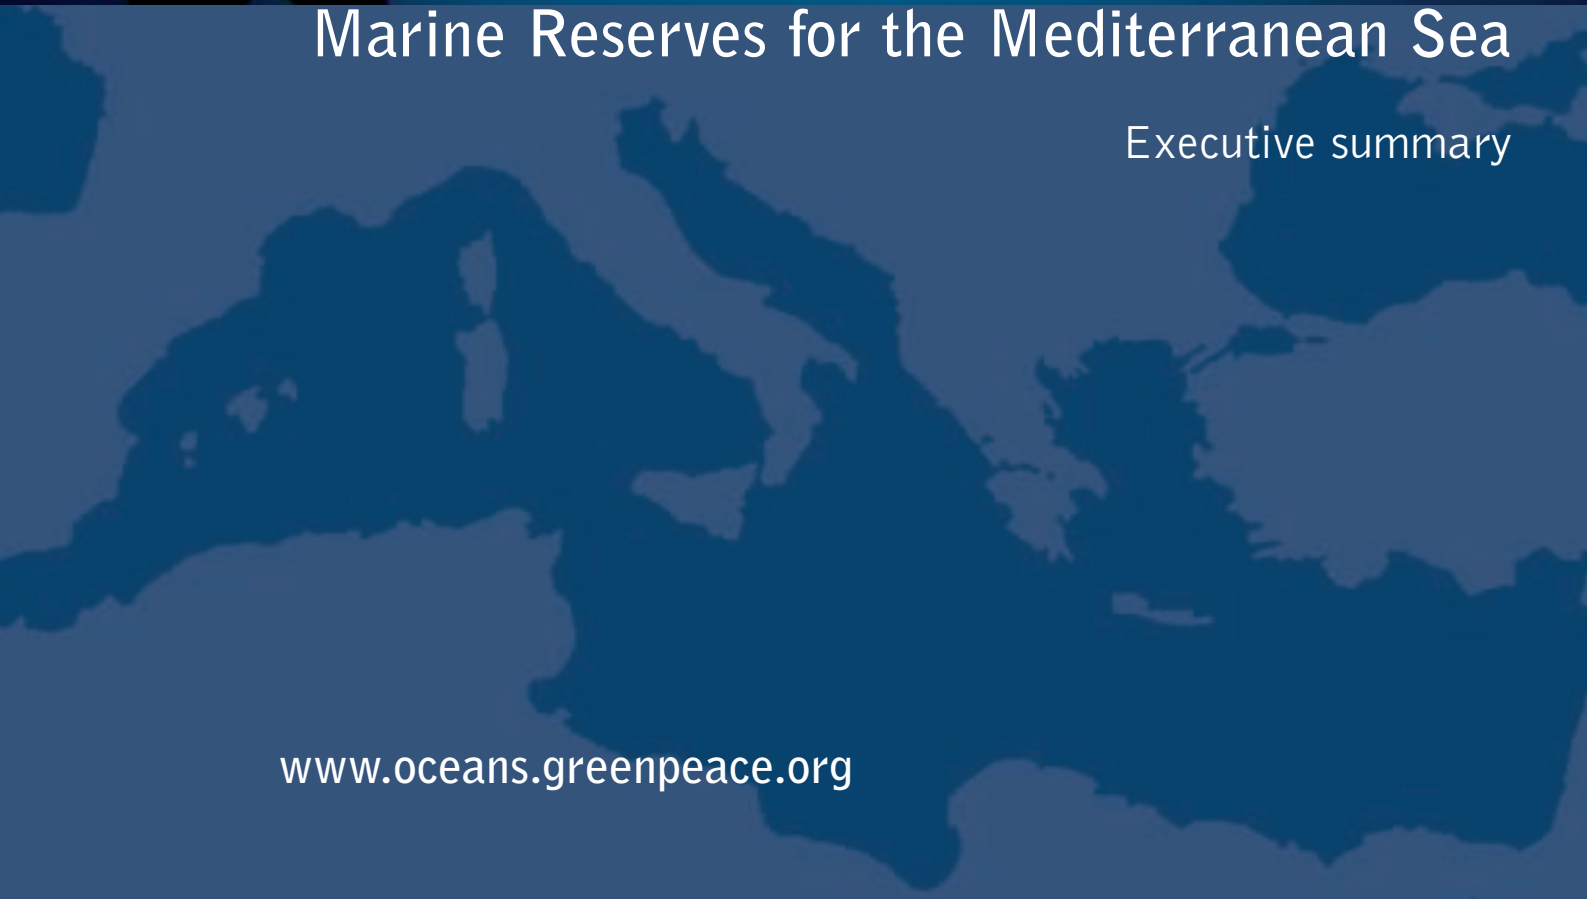 Marine Reserves for the Mediterranean Sea
Executive summary
www.oceans.greenpeace.org